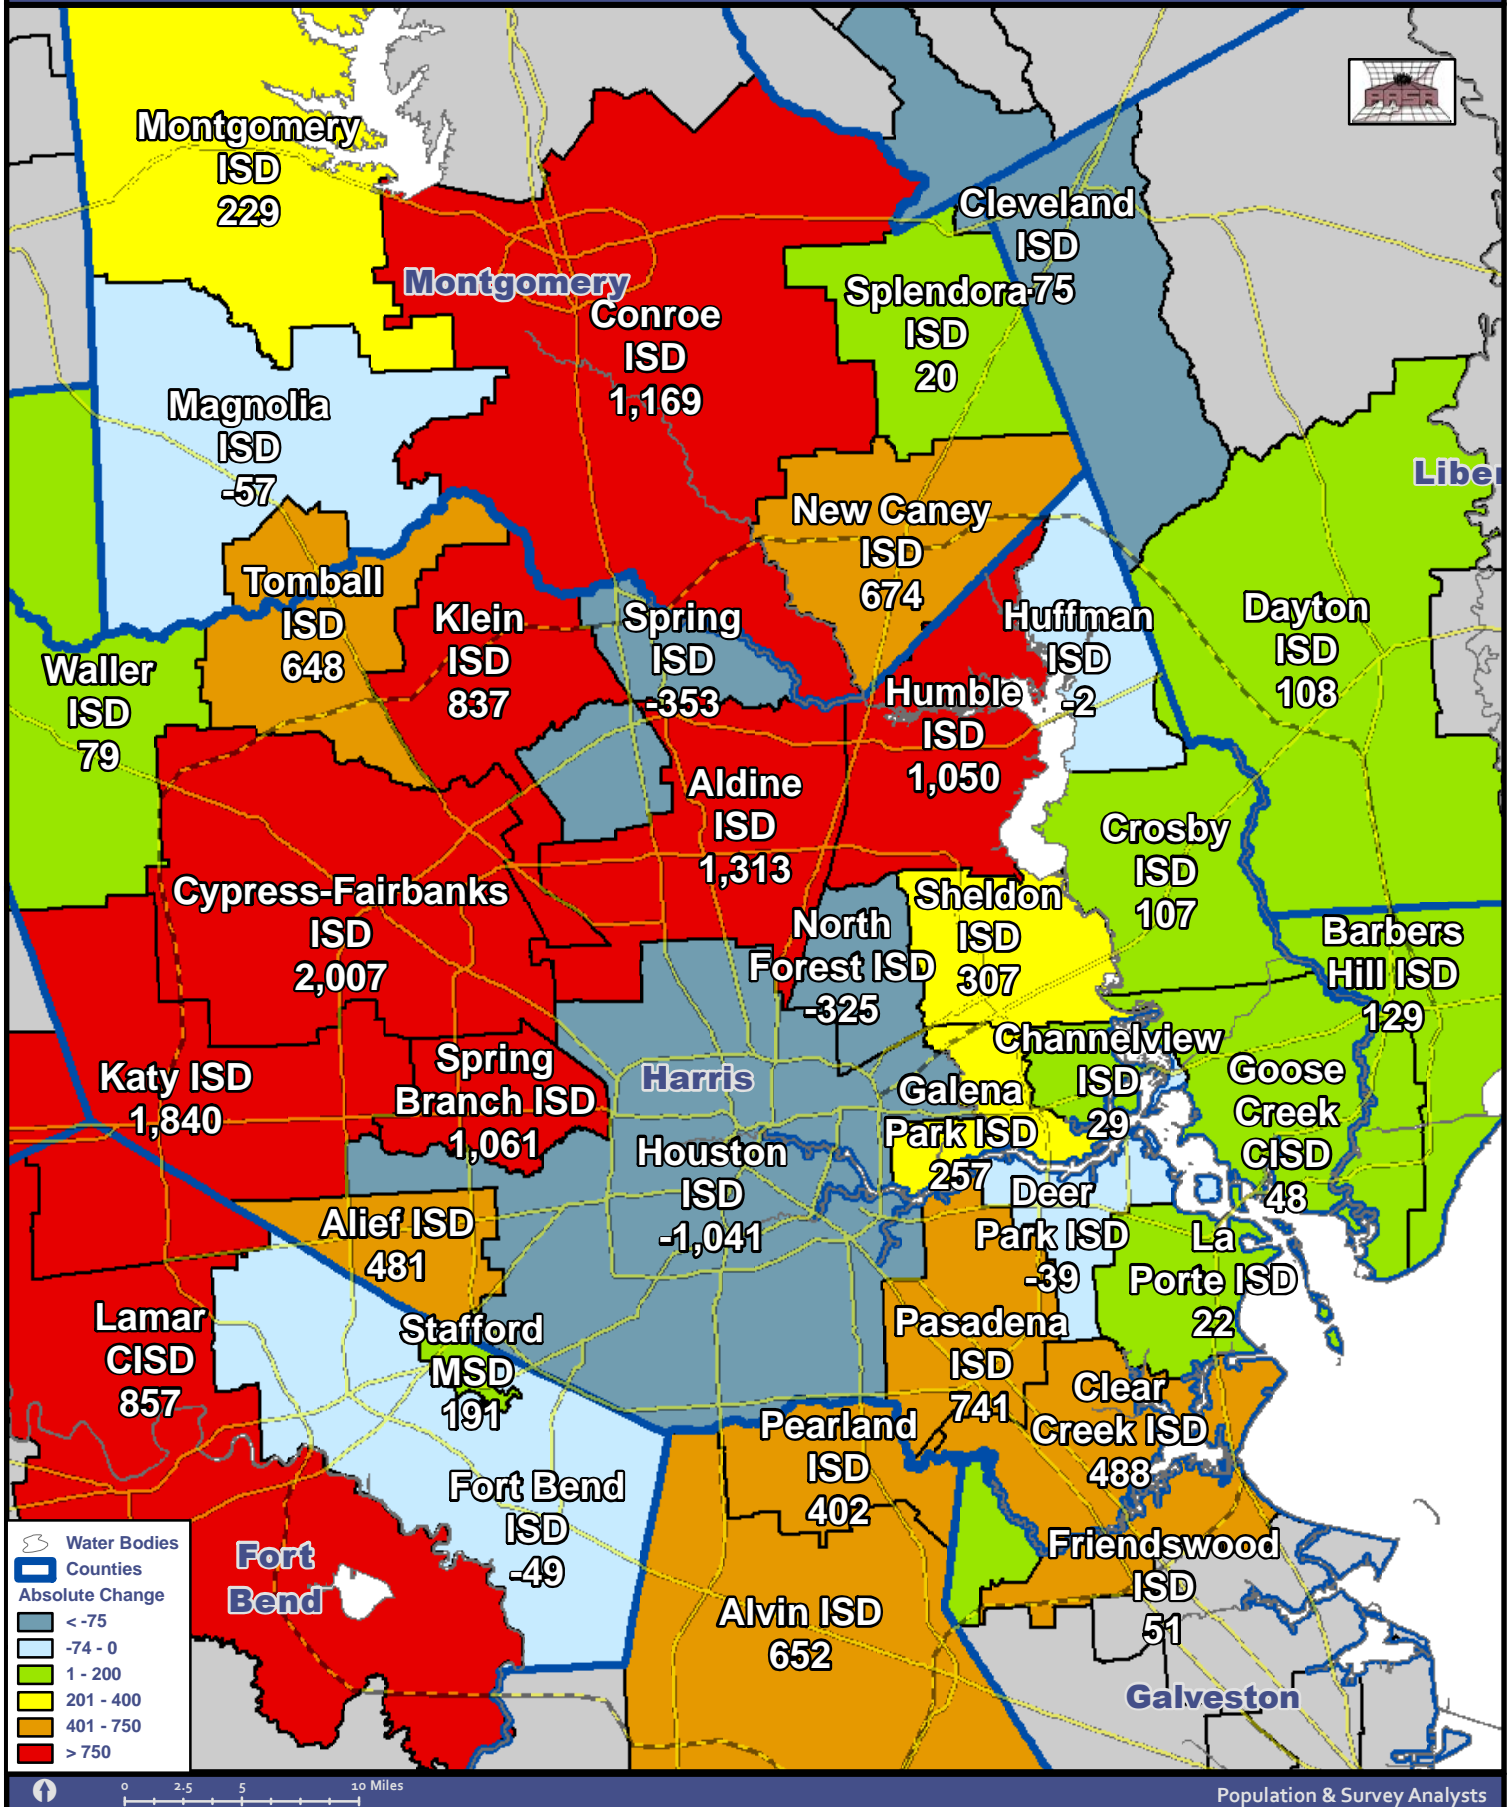 Montgomery
ISD
229
Cleveland
ISD
-75
Montgomery
Splendora
ISD
20
Conroe
ISD
1,169
Magnolia
ISD
-57
Liber
New Caney
ISD
674
Tomball
ISD
648
Klein
ISD
837
Spring
ISD
-353
Huffman
ISD
-2
Dayton
ISD
108
Waller
ISD
79
Humble
ISD
1,050
Aldine
ISD
1,313
Crosby
ISD
107
Cypress-Fairbanks
ISD
2,007
North
Forest ISD
-325
Sheldon
ISD
307
Barbers
Hill ISD
129
Katy ISD
1,840
Spring
Branch ISD
1,061
Harris
Channelview
ISD
29
Galena
Park ISD
257
Goose
Creek
CISD
48
Houston
ISD
-1,041
Deer
Park ISD
-39
La
Porte ISD
22
Alief ISD
481
Lamar
CISD
857
Stafford
MSD
191
Pasadena
ISD
741
Clear
Creek ISD
488
Pearland
ISD
402
Fort Bend
ISD
-49
Friendswood
ISD
51
Fort
Bend
Alvin ISD
652
Galveston
Water Bodies
Counties
Absolute Change
< -75
-74 - 0
1 - 200
201 - 400
401 - 750
> 750
0 2.5 5 10 Miles
Population & Survey Analysts
PASA